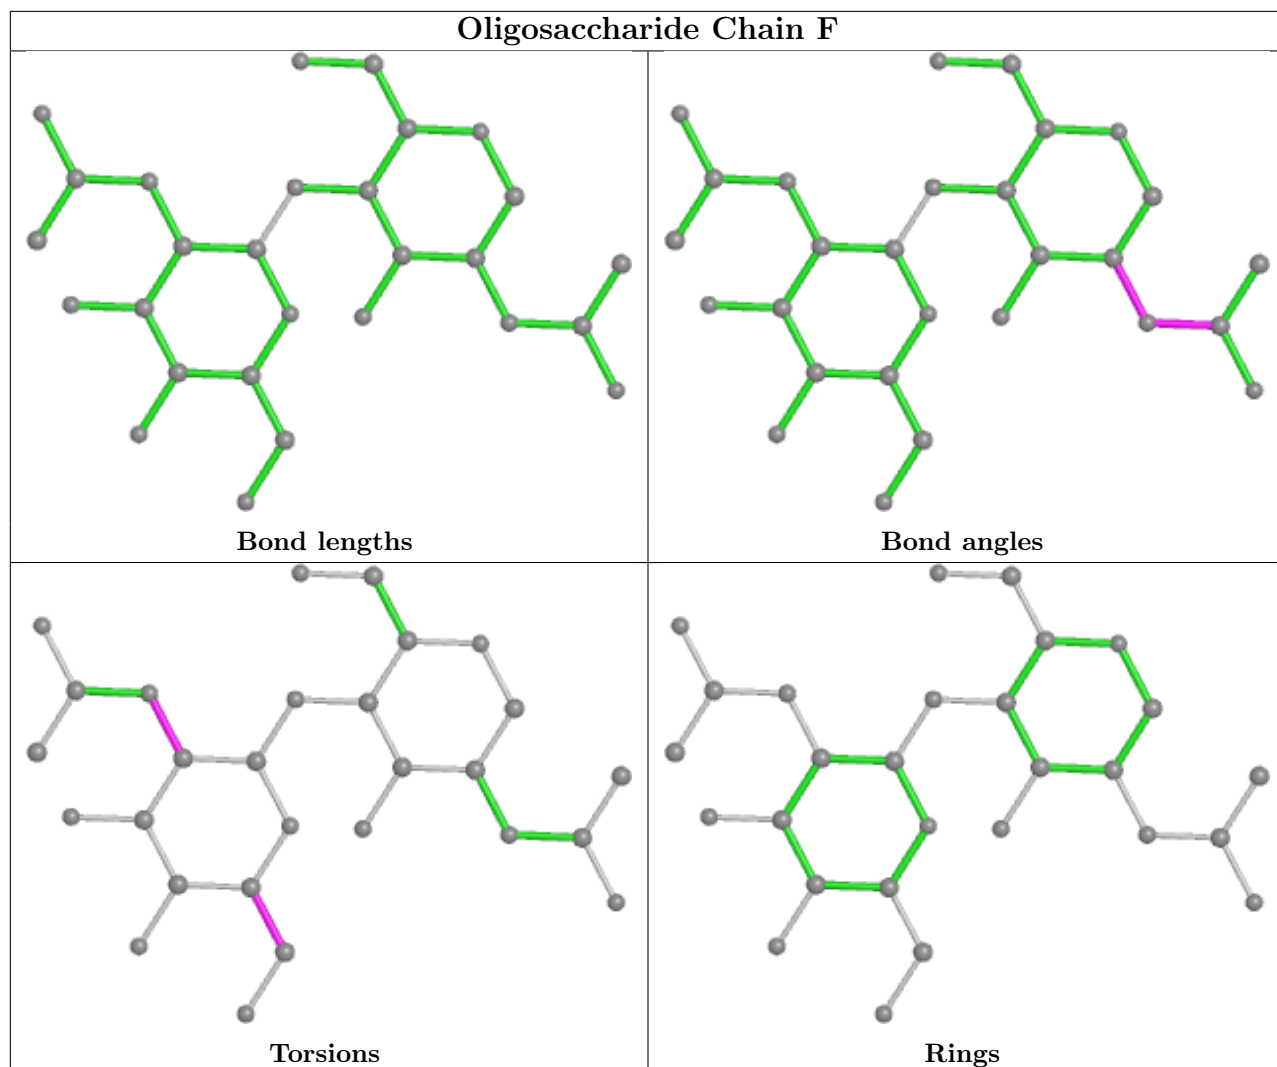 Oligosaccharide Chain F
Bond lengths
Bond angles
Torsions
Rings